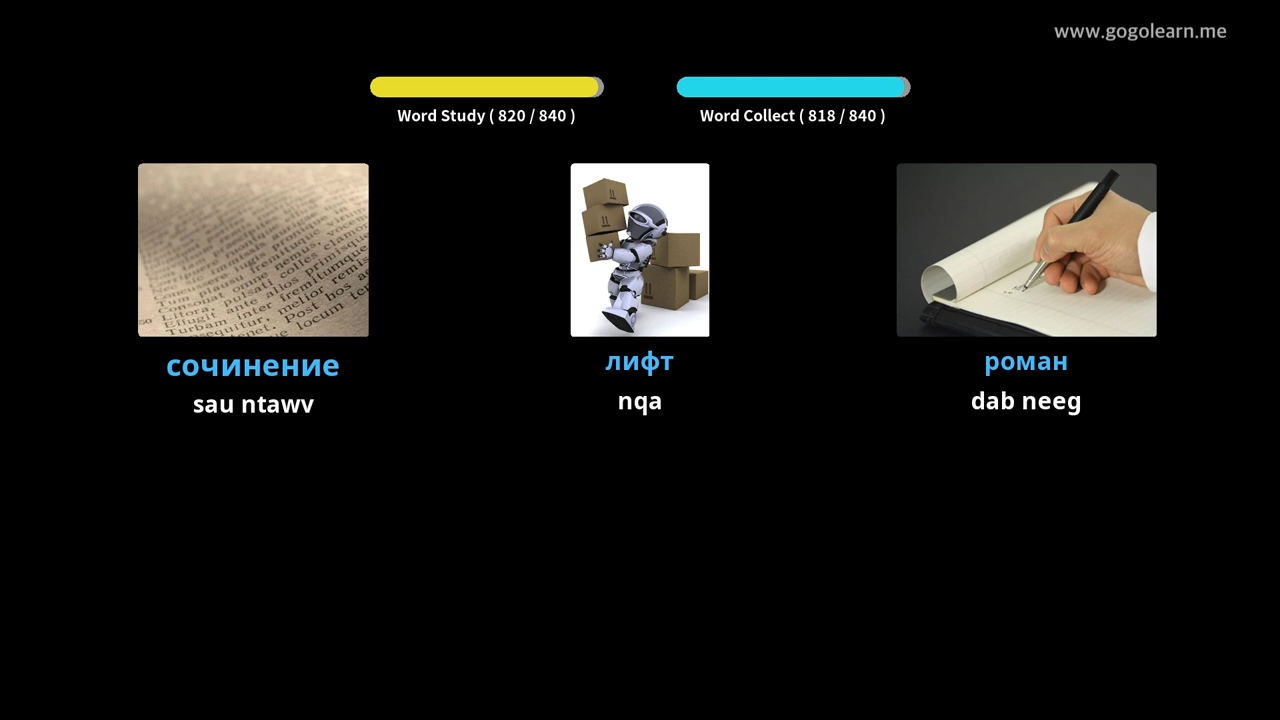 www.gogolearn.me
Word Study ( 820 / 840 )
Word Collect ( 818 / 840 )
сочинение
sau ntawv
лифт
nqa
роман
dab neeg